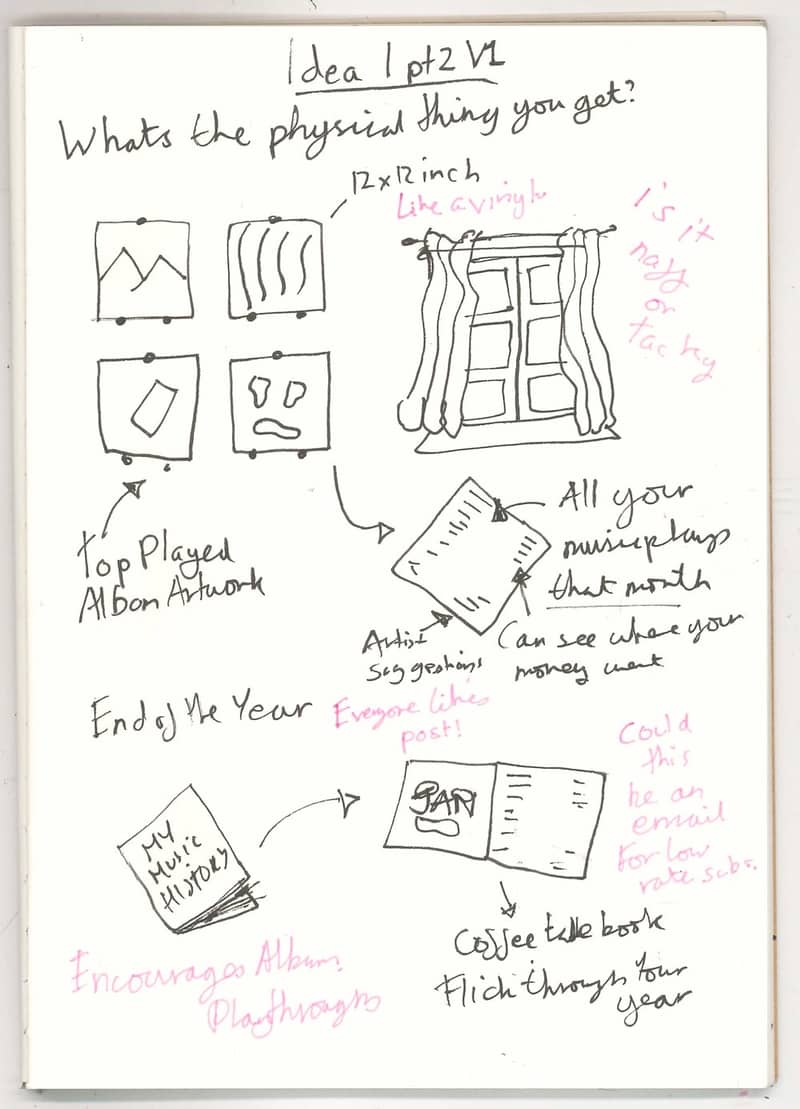 Idea 1 pt2 V1
Whats the physical thing you get?
12x12 inch
Like a vinyl
Is it
naff
or
tacky
Top Played
Album Artwork
All your
music plays
that month
Can see where your
money went
Artist
Suggestions
End of the Year
Everyone likes
post!
Could
this
be an
email
For low
rate subs.
MY
MUSIC
HISTORY
JAN
Coffee table book
Flick through Your
year
Encourages Album
Playthroughs